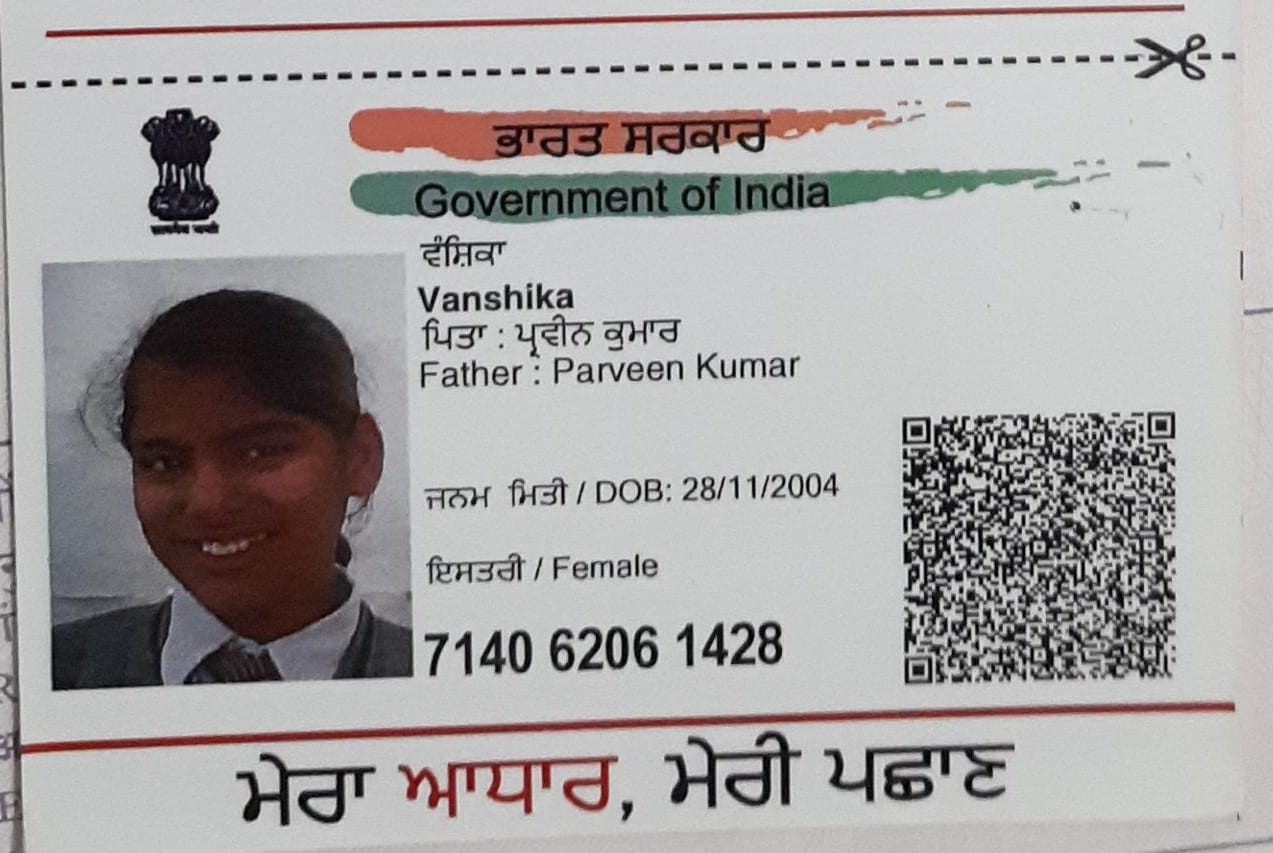 ਭਾਰਤ ਸਰਕਾਰ
Government of India
ਵੰਸ਼ਿਕਾ
Vanshika
ਪਿਤਾ : ਪ੍ਰਵੀਨ ਕੁਮਾਰ
Father : Parveen Kumar
ਜਨਮ ਮਿਤੀ / DOB: 28/11/2004
ਇਸਤਰੀ / Female
7140 6206 1428
ਮੇਰਾ ਆਧਾਰ, ਮੇਰੀ ਪਛਾਣ